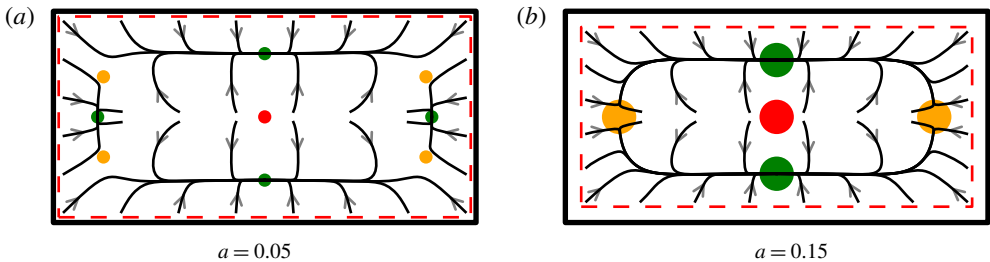 (a)
(b)
a = 0.05
a = 0.15